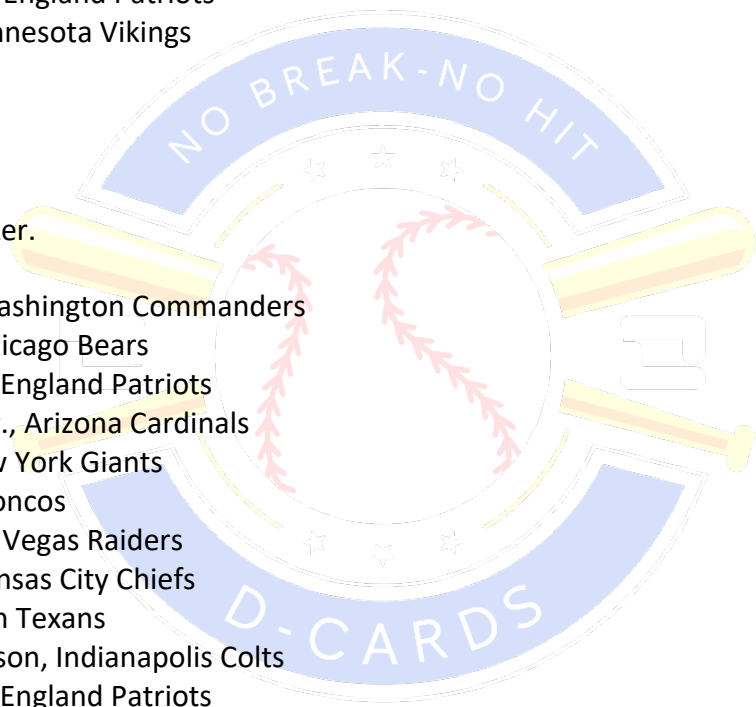 England Patriots
nnesota Vikings
NO BREAK-NO HIT
er.
ashington Commanders
icago Bears
England Patriots
., Arizona Cardinals
w York Giants
oncos
Vegas Raiders
nsas City Chiefs
n Texans
son, Indianapolis Colts
England Patriots
D-CARDS